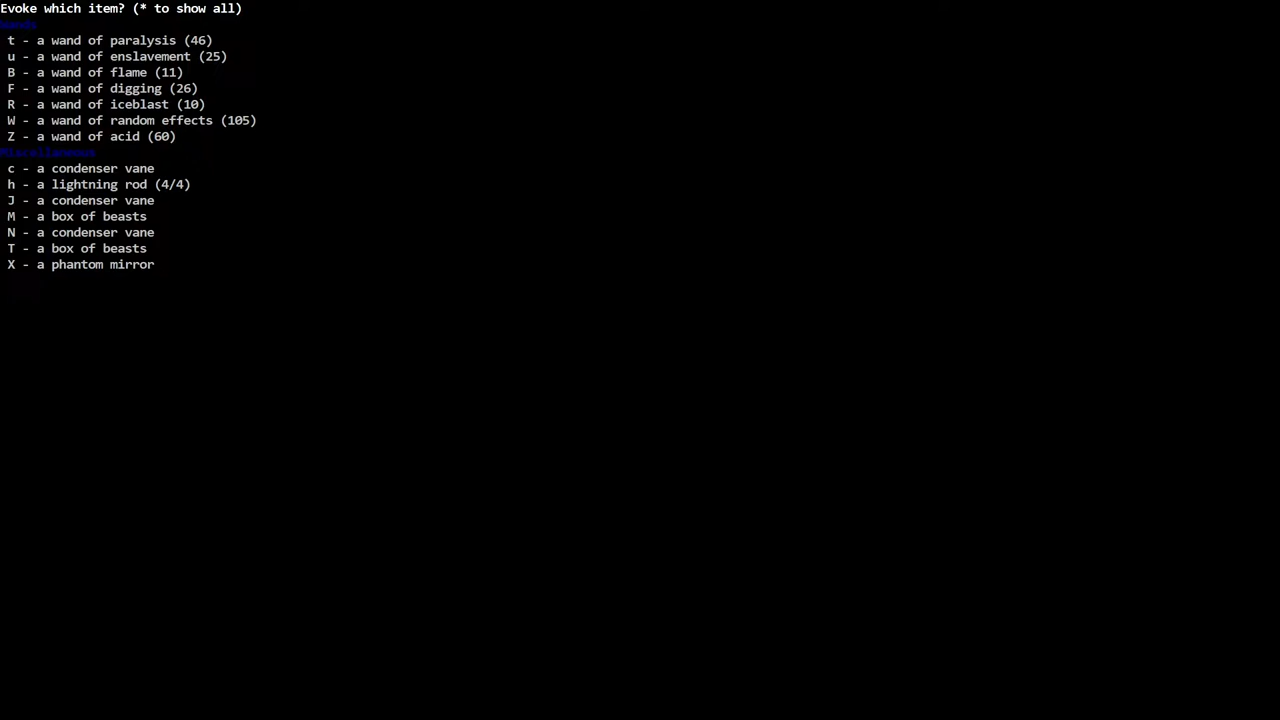 Evoke which item? (* to show all)
Wands
t - a wand of paralysis (46)
u - a wand of enslavement (25)
B - a wand of flame (11)
F - a wand of digging (26)
R - a wand of iceblast (10)
W - a wand of random effects (105)
Z - a wand of acid (60)
Miscellaneous
c - a condenser vane
h - a lightning rod (4/4)
J - a condenser vane
M - a box of beasts
N - a condenser vane
T - a box of beasts
X - a phantom mirror